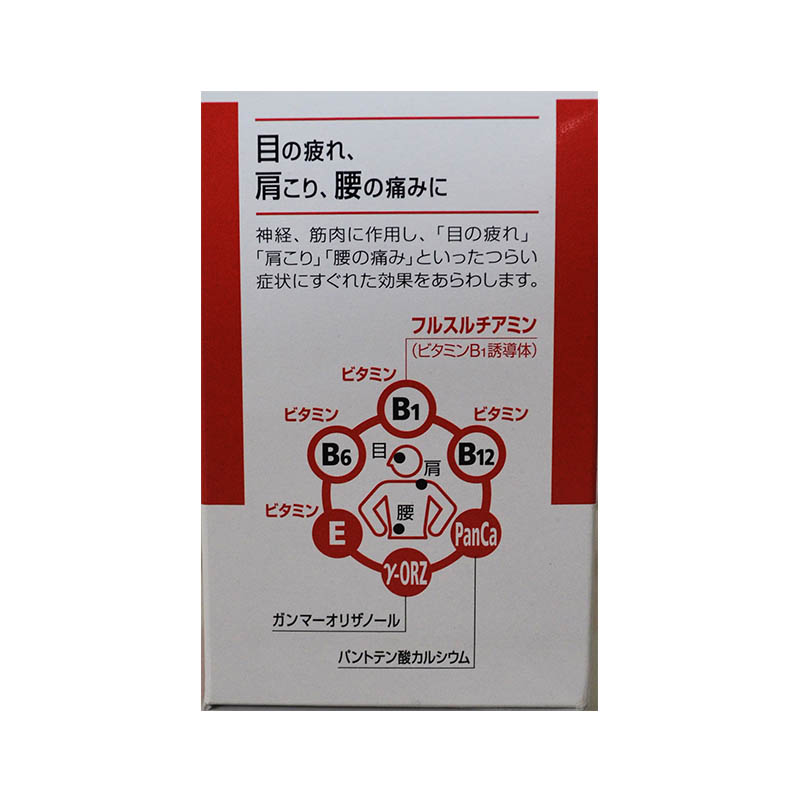 目の疲れ、
肩こり、腰の痛みに
神経、筋肉に作用し、「目の疲れ」
「肩こり」「腰の痛み」といったつらい
症状にすぐれた効果をあらわします。
フルスルチアミン
(ビタミンB1誘導体)
ビタミン
B1
ビタミン
B6
ビタミン
B12
目
肩
腰
ビタミン
E
PanCa
γ-ORZ
ガンマーオリザノール
パントテン酸カルシウム